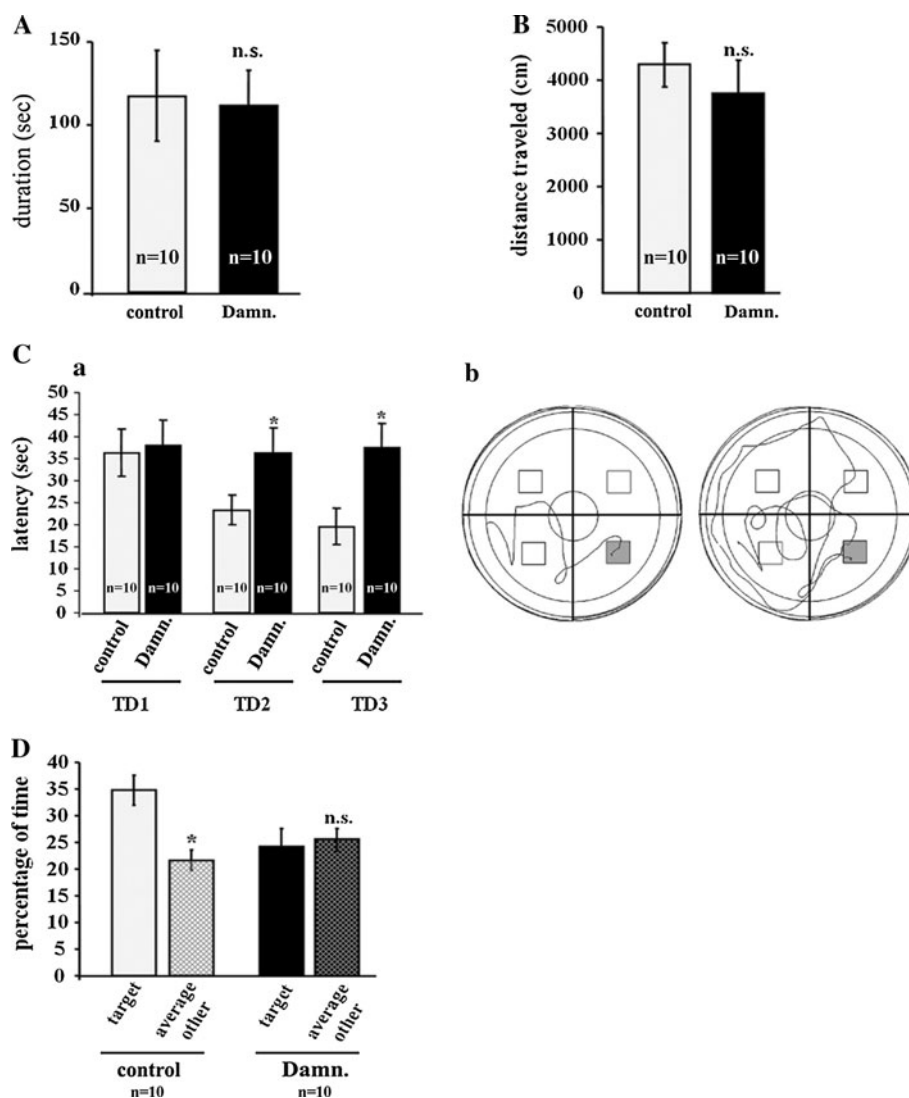 A
duration (sec)
150
100
50
0
n.s.
n=10
n=10
control
Damn.
B
distance traveled (cm)
5000
4000
3000
2000
1000
0
n.s.
n=10
n=10
control
Damn.
C
a
latency (sec)
50
45
40
35
30
25
20
15
10
5
0
*
*
n=10
n=10
n=10
n=10
n=10
n=10
control
Damn.
control
Damn.
control
Damn.
TD1
TD2
TD3
b
D
percentage of time
40
35
30
25
20
15
10
5
0
*
n.s.
target
average
other
target
average
other
control
n=10
Damn.
n=10